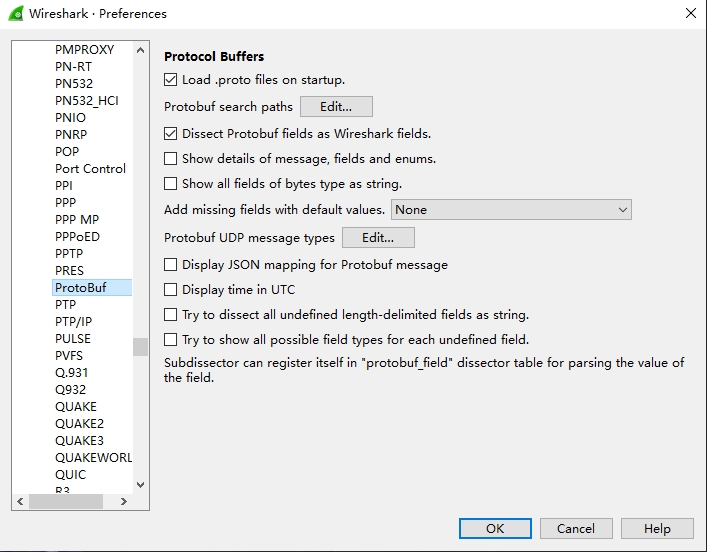 Wireshark · Preferences
PMPROXY
PN-RT
PN532
PN532_HCI
PNIO
PNRP
POP
Port Control
PPI
PPP
PPP MP
PPPoED
PPTP
PRES
ProtoBuf
PTP
PTP/IP
PULSE
PVFS
Q.931
Q932
QUAKE
QUAKE2
QUAKE3
QUAKEWORL
QUIC
R3
Protocol Buffers
Load .proto files on startup.
Protobuf search paths Edit...
Dissect Protobuf fields as Wireshark fields.
Show details of message, fields and enums.
Show all fields of bytes type as string.
Add missing fields with default values. None
Protobuf UDP message types Edit...
Display JSON mapping for Protobuf message
Display time in UTC
Try to dissect all undefined length-delimited fields as string.
Try to show all possible field types for each undefined field.
Subdissector can register itself in "protobuf_field" dissector table for parsing the value of
the field.
OK Cancel Help